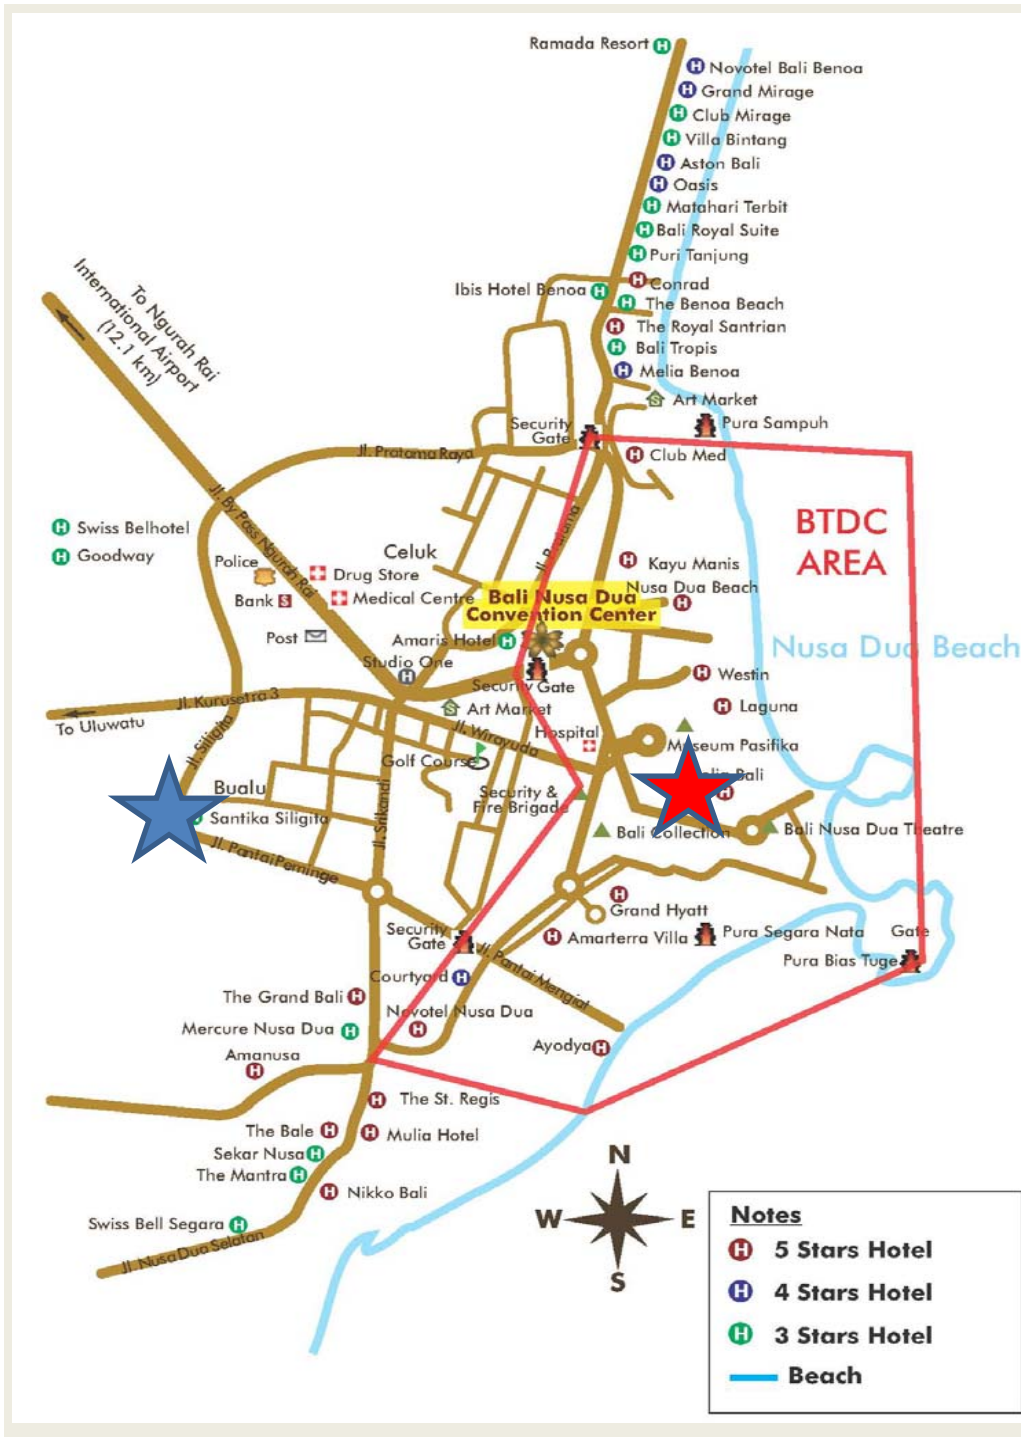 Ramada Resort
Novotel Bali Benoa
Grand Mirage
Club Mirage
Villa Bintang
Aston Bali
Oasis
Matahari Terbit
Bali Royal Suite
Puri Tanjung
Conrad
Ibis Hotel Benoa
The Benoa Beach
The Royal Santrian
Bali Tropis
Melia Benoa
To Ngurah Rai
International Airport
(12.1 km)
Art Market
Pura Sampuh
Security
Gate
Club Med
Jl. Pratama Raya
Jl. By Pass Ngurah Rai
Jl. Pratama
BTDC
AREA
Swiss Belhotel
Goodway
Celuk
Police
Drug Store
Bank
Medical Centre
Post
Kayu Manis
Nusa Dua Beach
Bali Nusa Dua
Convention Center
Amaris Hotel
Nusa Dua Beach
Studio One
Security Gate
Westin
Laguna
Jl. Kurusetra 3
To Uluwatu
Art Market
Jl. Wirayuda
Hospital
Museum Pasifika
Golf Course
Jl. Siligita
Bualu
Bali
Security &
Fire Brigade
Santika Siligita
Jl. Srikandi
Bali Collection
Bali Nusa Dua Theatre
Jl. Pantai Peminge
Grand Hyatt
Security
Gate
Amarterra Villa
Pura Segara Nata
Gate
Pura Bias Tuge
Jl. Pantai Mengiat
Courtyard
The Grand Bali
Novotel Nusa Dua
Mercure Nusa Dua
Amanusa
Ayodya
The St. Regis
The Bale
Mulia Hotel
Sekar Nusa
The Mantra
Nikko Bali
Swiss Bell Segara
Jl. Nusa Dua Selatan
N
W
E
S
Notes
H 5 Stars Hotel
H 4 Stars Hotel
H 3 Stars Hotel
Beach